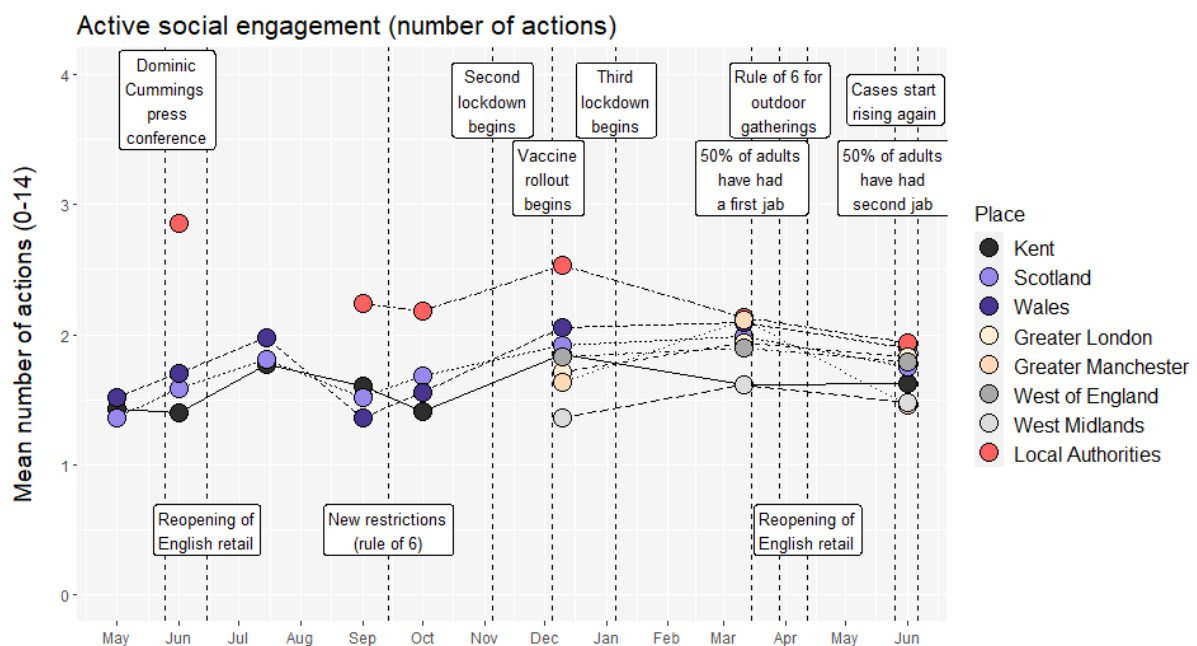 Active social engagement (number of actions)
Mean number of actions (0-14)
4
3
2
1
0
Dominic
Cummings
press
conference
Second
lockdown
begins
Third
lockdown
begins
Rule of 6 for
outdoor
gatherings
Cases start
rising again
Vaccine
rollout
begins
50% of adults
have had
a first jab
50% of adults
have had
second jab
Reopening of
English retail
New restrictions
(rule of 6)
Reopening of
English retail
May Jun Jul Aug Sep Oct Nov Dec Jan Feb Mar Apr May Jun
Place
Kent
Scotland
Wales
Greater London
Greater Manchester
West of England
West Midlands
Local Authorities